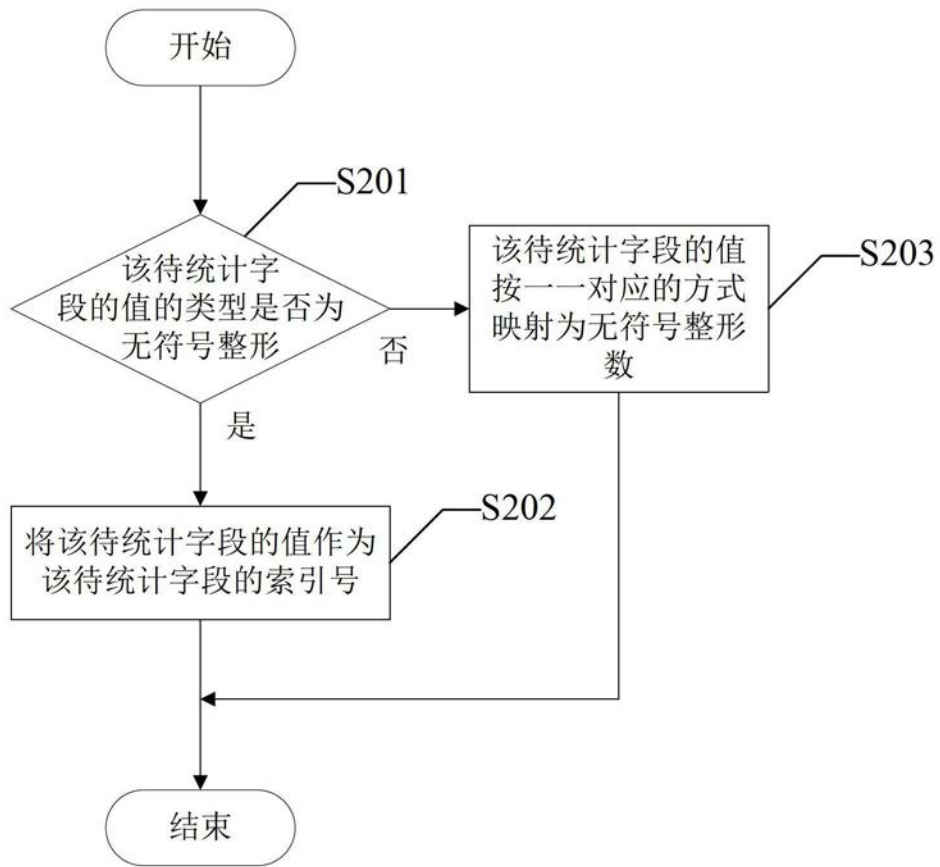 开始
S201
该待统计字
段的值的类型是否为
无符号整形
否
是
该待统计字段的值
按一一对应的方式
映射为无符号整形
数
S203
S202
将该待统计字段的值作为
该待统计字段的索引号
结束